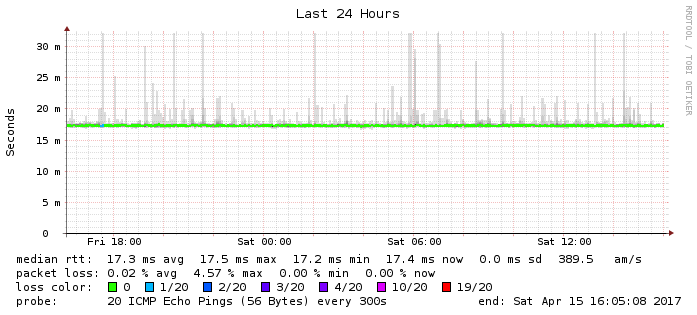 Last 24 Hours
RRDTOOL / TOBI OETIKER
Seconds
30 m
25 m
20 m
15 m
10 m
5 m
0
Fri 18:00 Sat 00:00 Sat 06:00 Sat 12:00
median rtt: 17.3 ms avg 17.5 ms max 17.2 ms min 17.4 ms now 0.0 ms sd 389.5 am/s
packet loss: 0.02 % avg 4.57 % max 0.00 % min 0.00 % now
loss color: 0 1/20 2/20 3/20 4/20 10/20 19/20
probe: 20 ICMP Echo Pings (56 Bytes) every 300s end: Sat Apr 15 16:05:08 2017